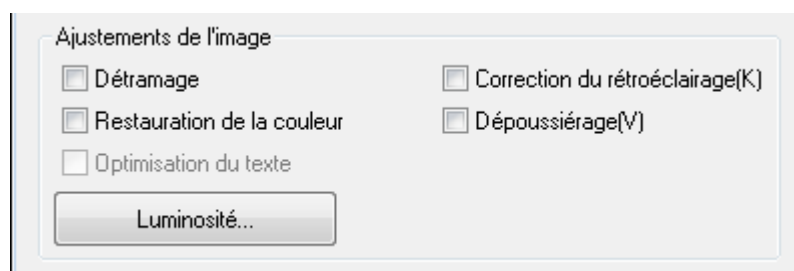 Ajustements de l'image
Détramage
Correction du rétroéclairage(K)
Restauration de la couleur
Dépoussiérage(V)
Optimisation du texte
Luminosité...